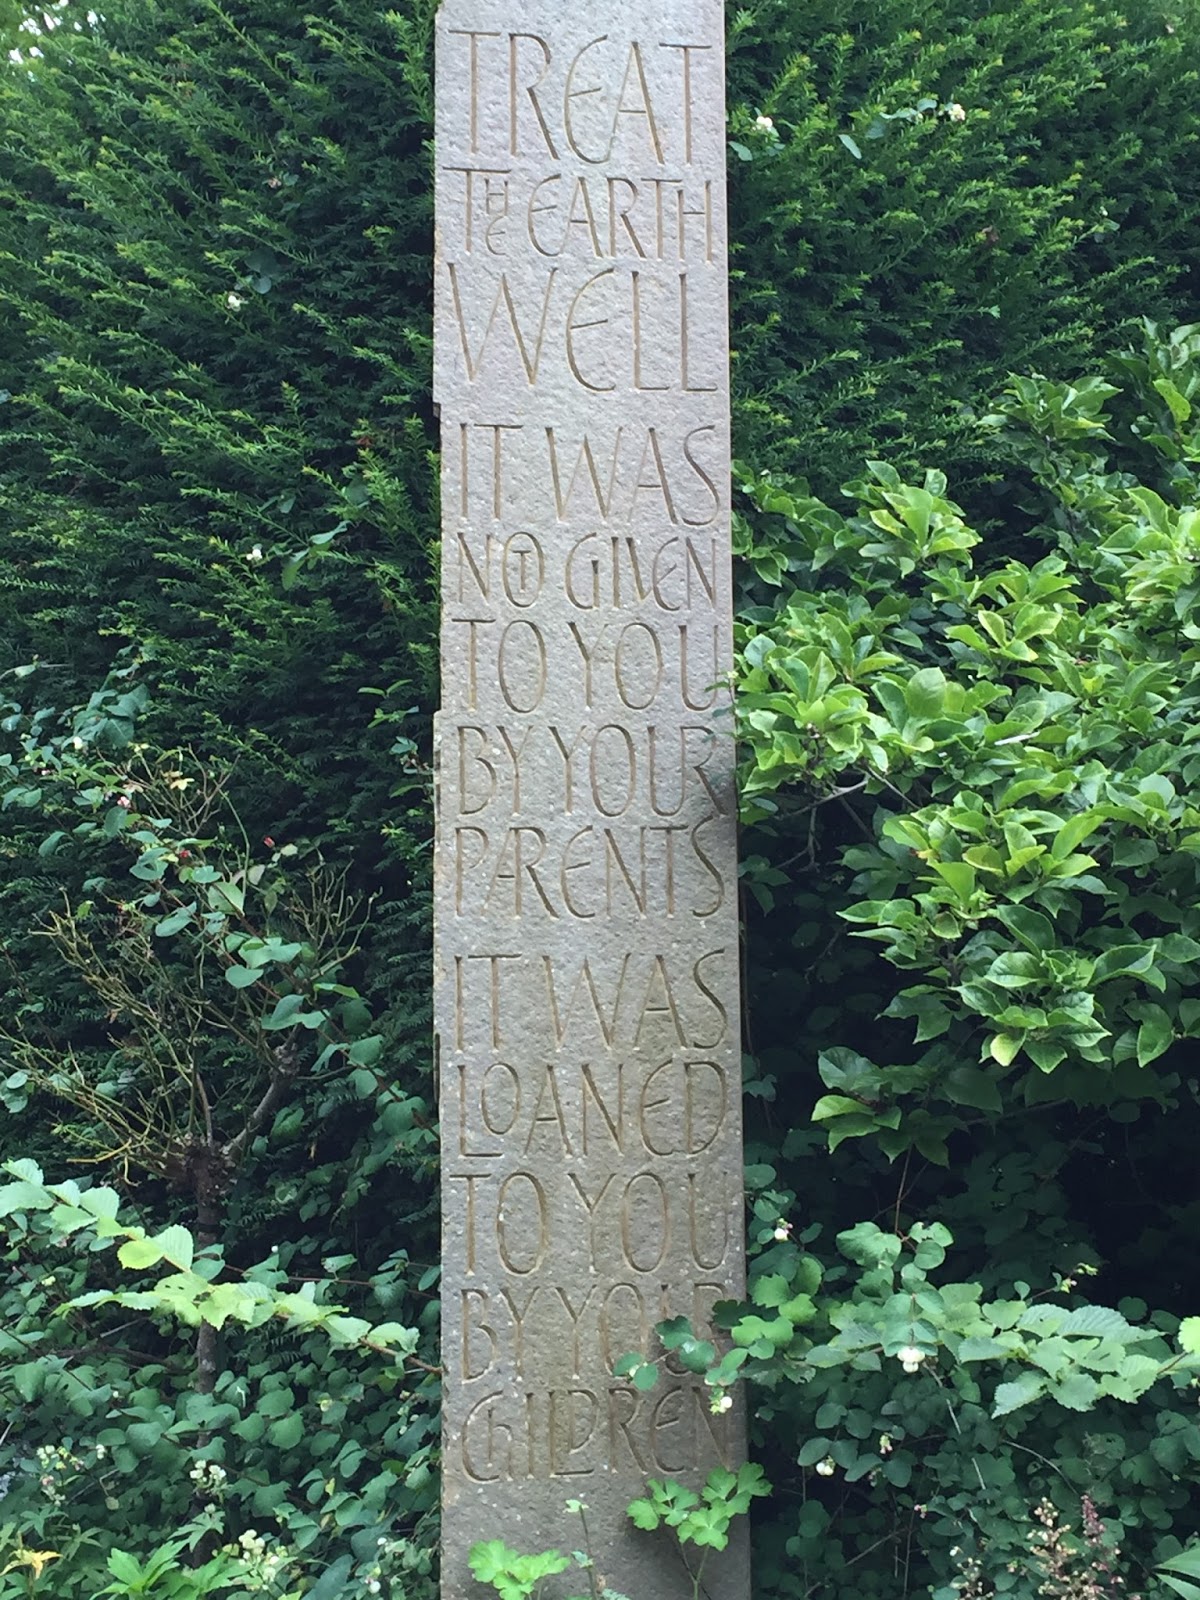 TREAT
THE EARTH
WELL
IT WAS
NOT GIVEN
TO YOU
BY YOUR
PARENTS
IT WAS
LOANED
TO YOU
BY YOUR
CHILDREN